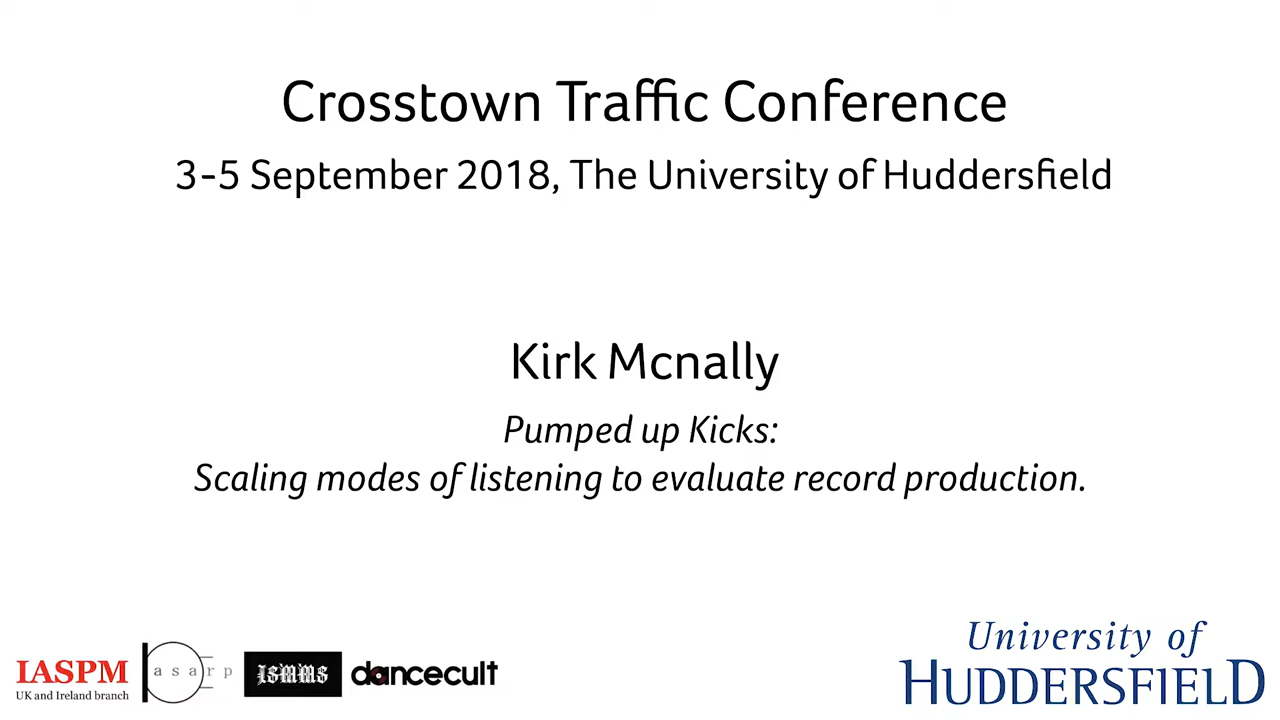 Crosstown Traffic Conference
3-5 September 2018, The University of Huddersfield
Kirk Mcnally
Pumped up Kicks:
Scaling modes of listening to evaluate record production.
IASPM
UK and Ireland branch
asarp
ISMMS
dancecult
University of
HUDDERSFIELD